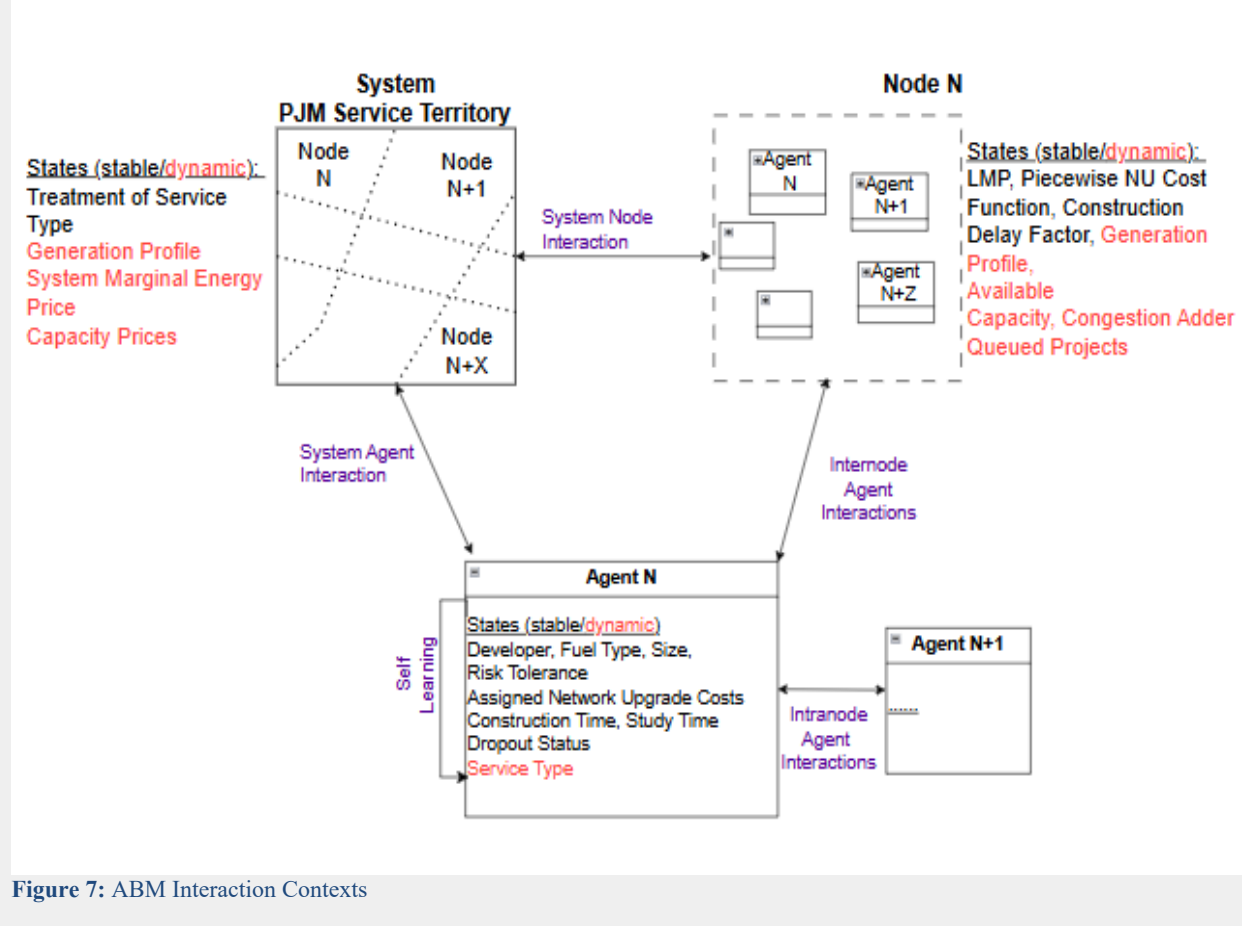 System
PJM Service Territory
States (stable/dynamic):
Treatment of Service
Type
Generation Profile
System Marginal Energy
Price
Capacity Prices
Node
N
Node
N+1
Node
N+X
System Node
Interaction
Node N
Agent
N
Agent
N+1
Agent
N+Z
States (stable/dynamic):
LMP, Piecewise NU Cost
Function, Construction
Delay Factor, Generation
Profile,
Available
Capacity, Congestion Adder
Queued Projects
System Agent
Interaction
Internode
Agent
Interactions
Agent N
Self
Learning
States (stable/dynamic)
Developer, Fuel Type, Size,
Risk Tolerance
Assigned Network Upgrade Costs
Construction Time, Study Time
Dropout Status
Service Type
Intranode
Agent
Interactions
Agent N+1
......
Figure 7: ABM Interaction Contexts